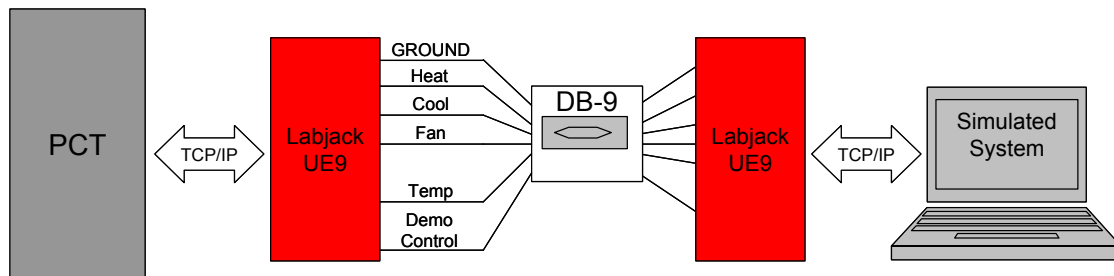 PCT
TCP/IP
Labjack
UE9
GROUND
Heat
Cool
Fan
Temp
Demo
Control
DB-9
Labjack
UE9
TCP/IP
Simulated
System